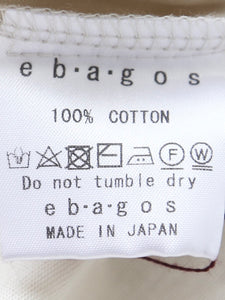 e b·a·g o s
100% COTTON
F W
Do not tumble dry
e b·a·g o s
MADE IN JAPAN